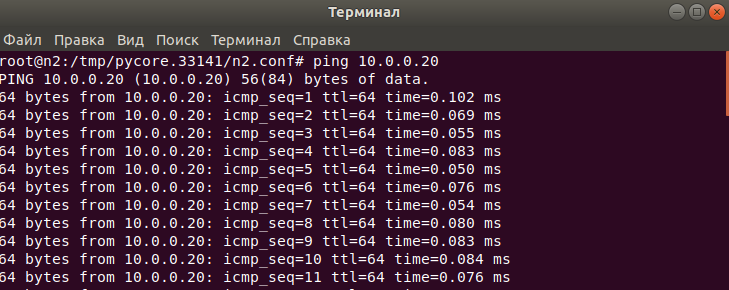 Терминал
Файл Правка Вид Поиск Терминал Справка
root@n2:/tmp/pycore.33141/n2.conf# ping 10.0.0.20
PING 10.0.0.20 (10.0.0.20) 56(84) bytes of data.
64 bytes from 10.0.0.20: icmp_seq=1 ttl=64 time=0.102 ms
64 bytes from 10.0.0.20: icmp_seq=2 ttl=64 time=0.069 ms
64 bytes from 10.0.0.20: icmp_seq=3 ttl=64 time=0.055 ms
64 bytes from 10.0.0.20: icmp_seq=4 ttl=64 time=0.083 ms
64 bytes from 10.0.0.20: icmp_seq=5 ttl=64 time=0.050 ms
64 bytes from 10.0.0.20: icmp_seq=6 ttl=64 time=0.076 ms
64 bytes from 10.0.0.20: icmp_seq=7 ttl=64 time=0.054 ms
64 bytes from 10.0.0.20: icmp_seq=8 ttl=64 time=0.080 ms
64 bytes from 10.0.0.20: icmp_seq=9 ttl=64 time=0.083 ms
64 bytes from 10.0.0.20: icmp_seq=10 ttl=64 time=0.084 ms
64 bytes from 10.0.0.20: icmp_seq=11 ttl=64 time=0.076 ms